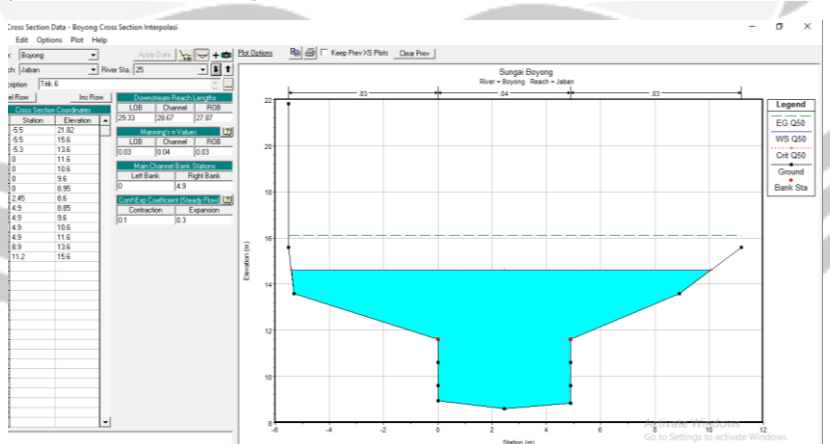 Cross Section Data - Boyong Cross Section Interpolasi
Edit Options Plot Help
Boyong Apply Data Plot Options Keep Prev XS Plots Clear Prev
Jaban River Sta.: 25
Titik 6
Ins Row
Downstream Reach Lengths
LOB Channel ROB
29.33 28.67 27.87
Manning's n Values
LOB Channel ROB
0.03 0.04 0.03
Main Channel Bank Stations
Left Bank Right Bank
0 4.9
Cont\Exp Coefficient (Steady Flow)
Contraction Expansion
0.1 0.3
Cross Section Coordinates
Station Elevation
-5.5 21.82
-5.5 15.6
-5.3 13.6
0 11.6
0 10.6
0 9.6
0 8.95
2.45 8.6
4.9 8.85
4.9 9.6
4.9 10.6
4.9 11.6
8.9 13.6
11.2 15.6
Sungai Boyong
River = Boyong Reach = Jaban
.03 .04 .03
22
20
18
16
14
12
10
8
Elevation (m)
-6 -4 -2 0 2 4 6 8 10 12
Station (m)
Legend
EG Q50
WS Q50
Crit Q50
Ground
Bank Sta
Activate Windows
Go to Settings to activate Windows.